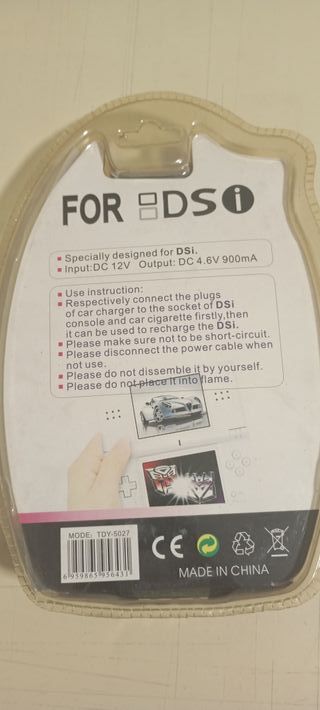 FOR DSi
Specially designed for DSi.
Input:DC 12V Output: DC 4.6V 900mA
Use instruction:
Respectively connect the plugs
of car charger to the socket of DSi
console and car cigarette firstly,then
it can be used to recharge the DSi.
Please make sure not to be short-circuit.
Please disconnect the power cable when
not use.
Please do not dissemble it by yourself.
Please do not place it into flame.
MODE: TDY-5027
6 959865 956431
CE
MADE IN CHINA